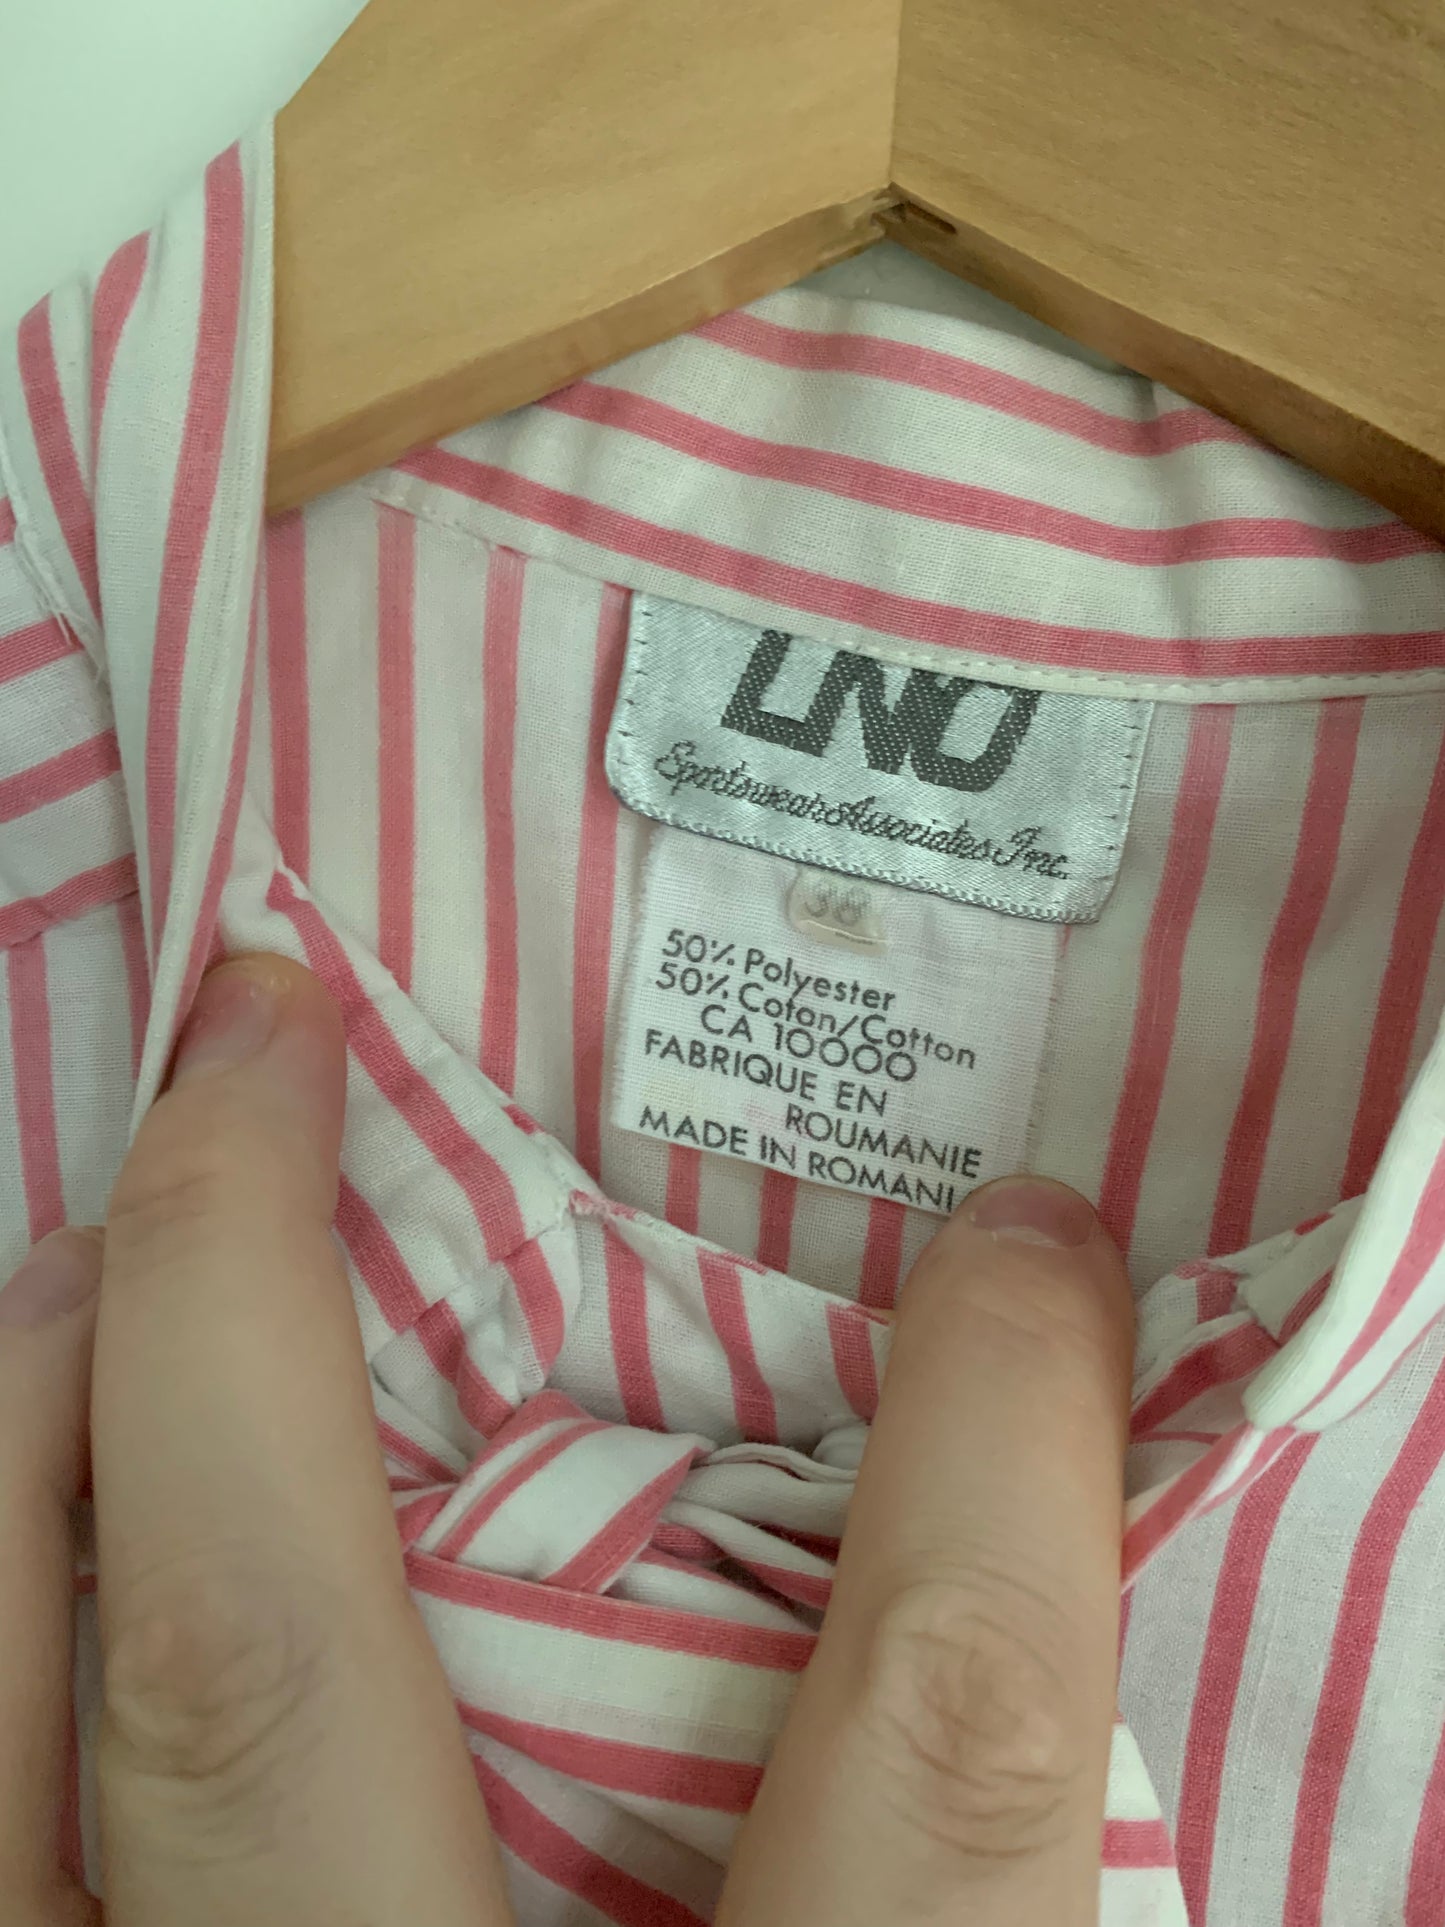 LNO
Sportswear Associates Inc.
50% Polyester
50% Coton/Cotton
CA 10000
FABRIQUE EN
ROUMANIE
MADE IN ROMANI